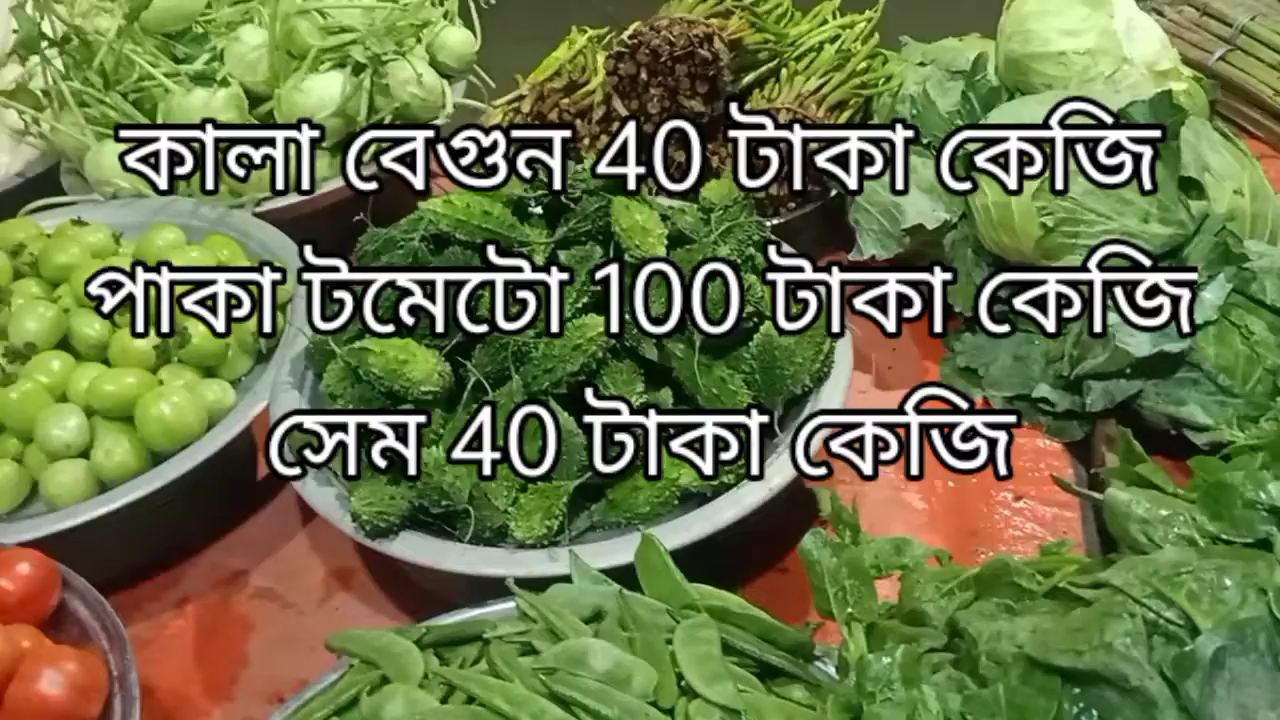 কালা বেগুন 40 টাকা কেজি
পাকা টমেটো 100 টাকা কেজি
সেম 40 টাকা কেজি